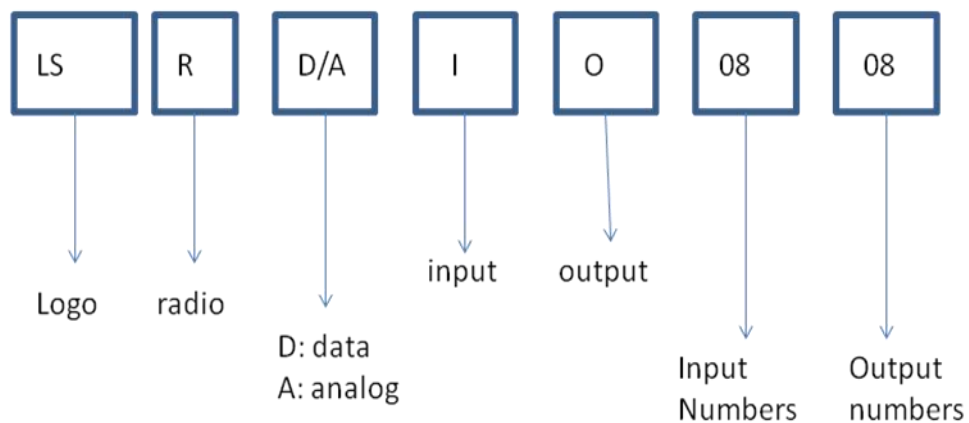 LS R D/A I O 08 08
input output
Logo radio
D: data
A: analog
Input
Numbers
Output
numbers